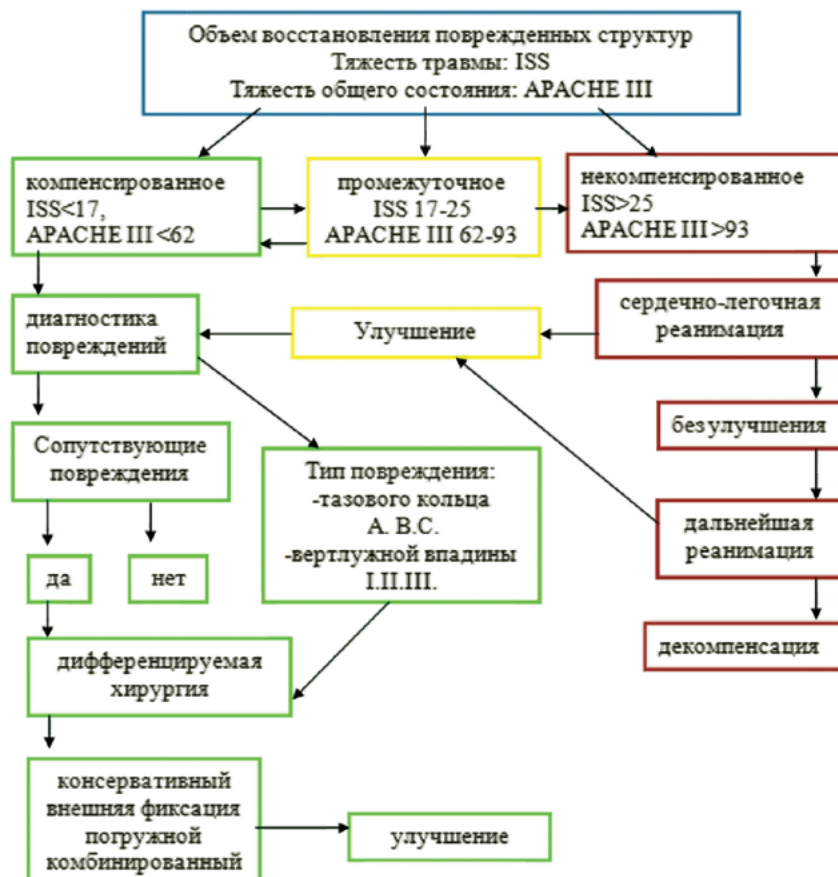 Объем восстановления поврежденных структур
Тяжесть травмы: ISS
Тяжесть общего состояния: APACHE III
компенсированное
ISS<17,
APACHE III <62
промежуточное
ISS 17-25
APACHE III 62-93
некомпенсированное
ISS>25
APACHE III >93
диагностика
повреждений
Улучшение
сердечно-легочная
реанимация
без улучшения
Сопутствующие
повреждения
Тип повреждения:
-тазового кольца
А. В.С.
-вертлужной впадины
I.II.III.
дальнейшая
реанимация
да
нет
декомпенсация
дифференцируемая
хирургия
консервативный
внешняя фиксация
погружной
комбинированный
улучшение